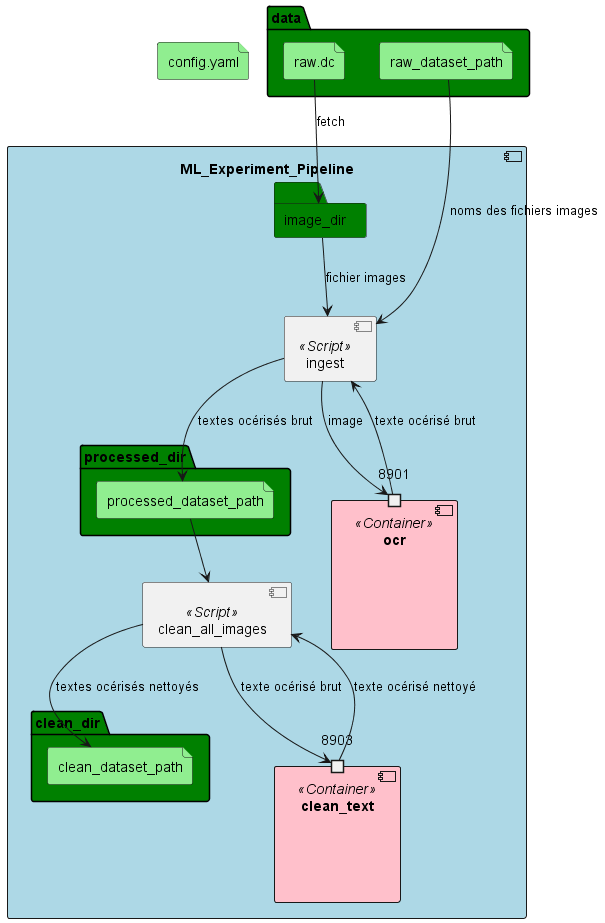 data
config.yaml
raw.dc
raw_dataset_path
fetch
ML_Experiment_Pipeline
image_dir
noms des fichiers images
fichier images
«Script»
ingest
textes océrisés brut
image
texte océrisé brut
processed_dir
processed_dataset_path
8901
«Container»
ocr
«Script»
clean_all_images
textes océrisés nettoyés
texte océrisé brut
texte océrisé nettoyé
clean_dir
clean_dataset_path
8903
«Container»
clean_text